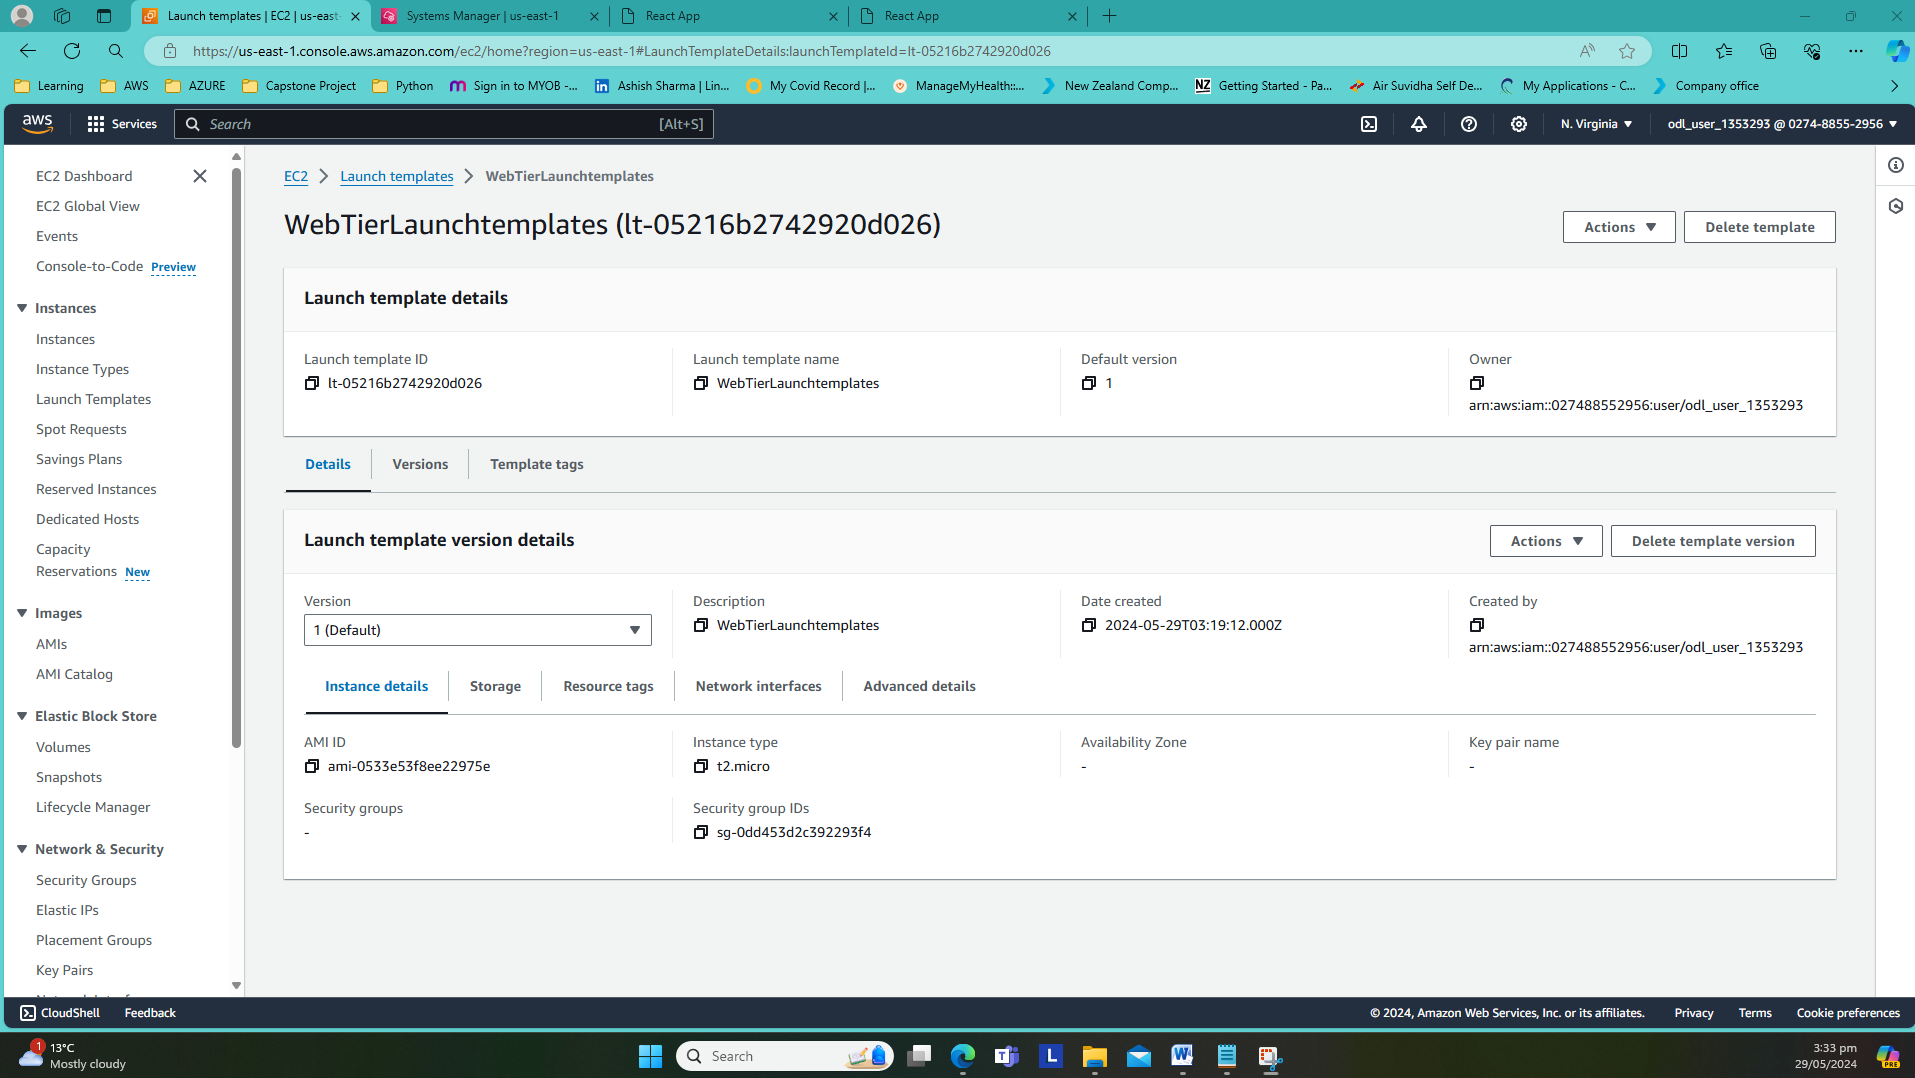 Launch templates | EC2 | us-east-
Systems Manager | us-east-1
React App
React App
https://us-east-1.console.aws.amazon.com/ec2/home?region=us-east-1#LaunchTemplateDetails:launchTemplateId=lt-05216b2742920d026
Learning
AWS
AZURE
Capstone Project
Python
Sign in to MYOB -...
Ashish Sharma | Lin...
My Covid Record |...
ManageMyHealth::...
New Zealand Comp...
NZ
Getting Started - Pa...
Air Suvidha Self De...
My Applications - C...
Company office
aws
Services
Search
[Alt+S]
N. Virginia
odl_user_1353293 @ 0274-8855-2956
EC2 Dashboard
EC2 Global View
Events
Console-to-Code Preview
Instances
Instances
Instance Types
Launch Templates
Spot Requests
Savings Plans
Reserved Instances
Dedicated Hosts
Capacity
Reservations New
Images
AMIs
AMI Catalog
Elastic Block Store
Volumes
Snapshots
Lifecycle Manager
Network & Security
Security Groups
Elastic IPs
Placement Groups
Key Pairs
EC2
Launch templates
WebTierLaunchtemplates
WebTierLaunchtemplates (lt-05216b2742920d026)
Actions
Delete template
Launch template details
Launch template ID
lt-05216b2742920d026
Launch template name
WebTierLaunchtemplates
Default version
1
Owner
arn:aws:iam::027488552956:user/odl_user_1353293
Details
Versions
Template tags
Launch template version details
Actions
Delete template version
Version
1 (Default)
Description
WebTierLaunchtemplates
Date created
2024-05-29T03:19:12.000Z
Created by
arn:aws:iam::027488552956:user/odl_user_1353293
Instance details
Storage
Resource tags
Network interfaces
Advanced details
AMI ID
ami-0533e53f8ee22975e
Instance type
t2.micro
Availability Zone
-
Key pair name
-
Security groups
-
Security group IDs
sg-0dd453d2c392293f4
CloudShell
Feedback
© 2024, Amazon Web Services, Inc. or its affiliates.
Privacy
Terms
Cookie preferences
1
13°C
Mostly cloudy
Search
3:33 pm
29/05/2024
PRE